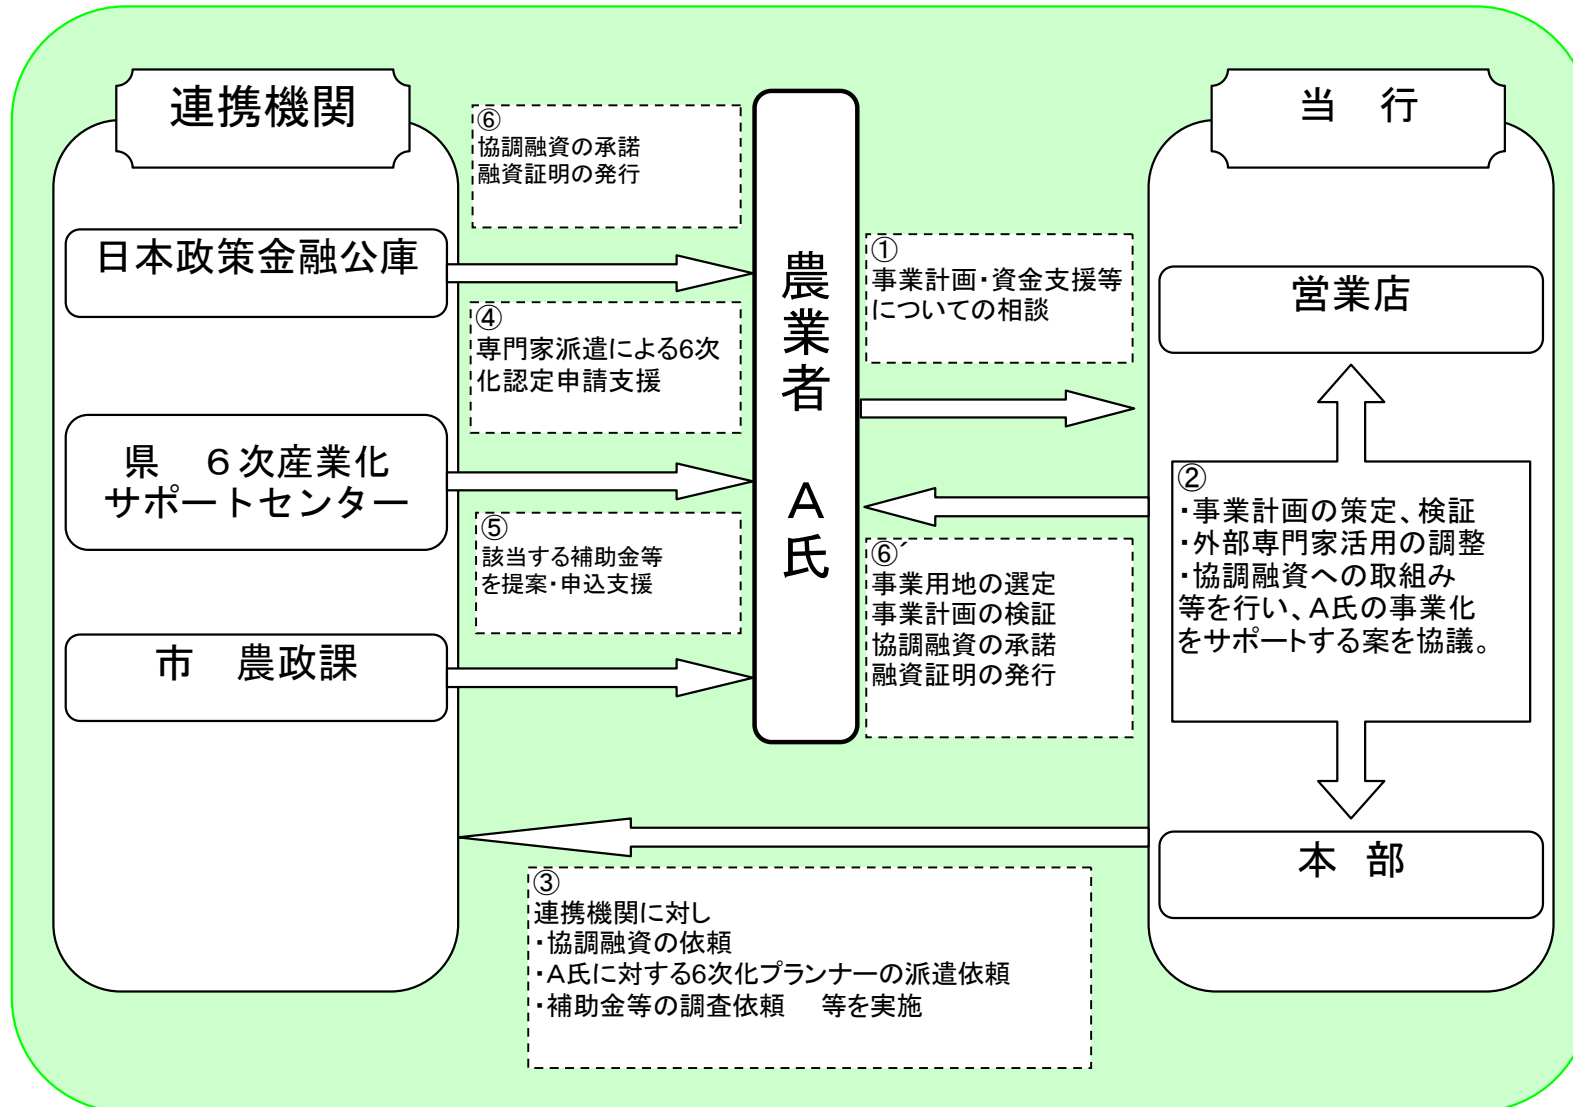 連携機関
日本政策金融公庫
県　６次産業化
サポートセンター
市　農政課
⑥
協調融資の承諾
融資証明の発行
④
専門家派遣による6次
化認定申請支援
⑤
該当する補助金等
を提案・申込支援
農業者　Ａ氏
①
事業計画・資金支援等
についての相談
⑥´
事業用地の選定
事業計画の検証
協調融資の承諾
融資証明の発行
当　行
営業店
②
・事業計画の策定、検証
・外部専門家活用の調整
・協調融資への取組み
等を行い、Ａ氏の事業化
をサポートする案を協議。
本 部
③
連携機関に対し
・協調融資の依頼
・Ａ氏に対する6次化プランナーの派遣依頼
・補助金等の調査依頼　 等を実施